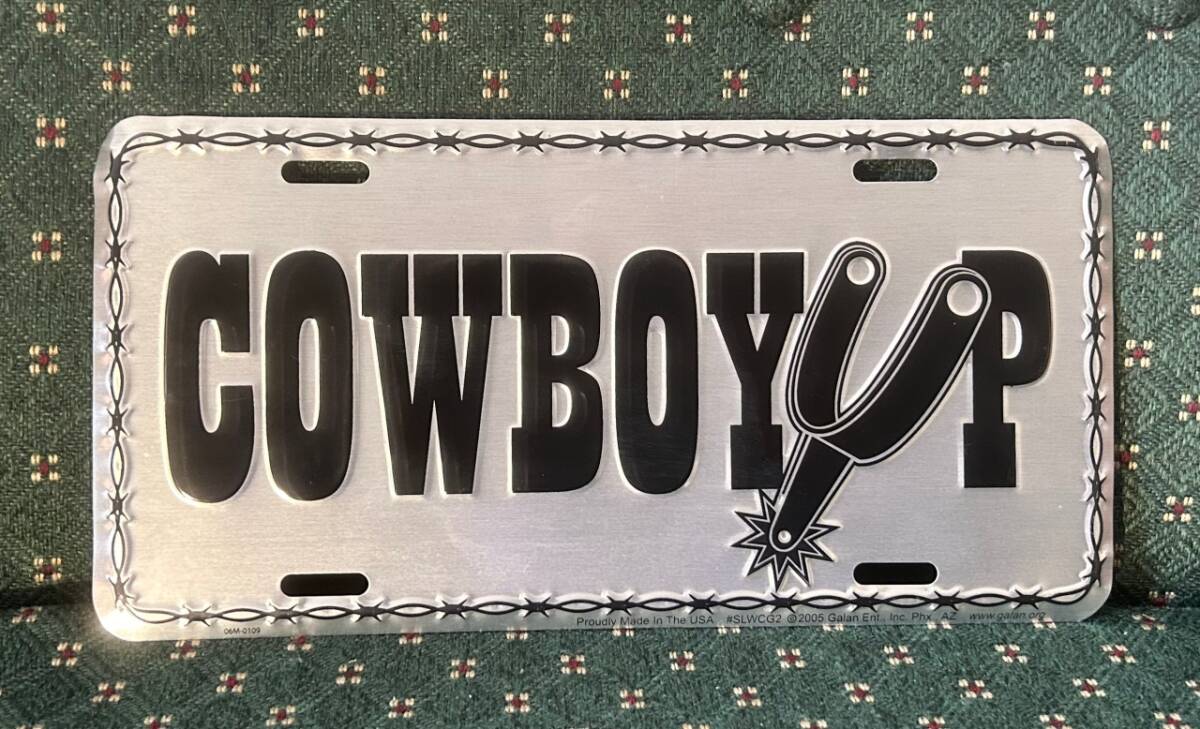 COWBOY UP
06M-0109
Proudly Made In The USA #SLWCG2 ©2005 Galan Ent., Inc. Phx., AZ www.galan.org